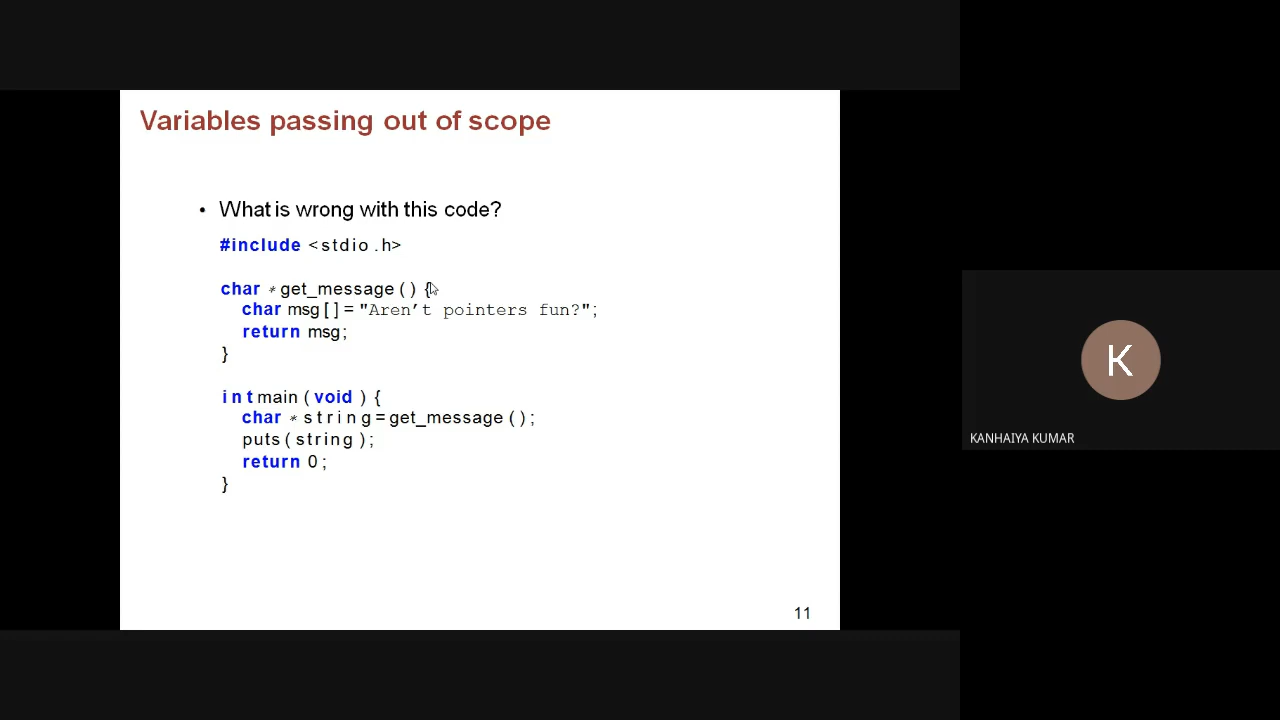 Variables passing out of scope
• What is wrong with this code?
#include <stdio.h>
char * get_message () {
char msg[] = "Aren’t pointers fun?";
return msg;
}
int main (void) {
char * string = get_message ();
puts (string);
return 0;
}
11
K
KANHAIYA KUMAR